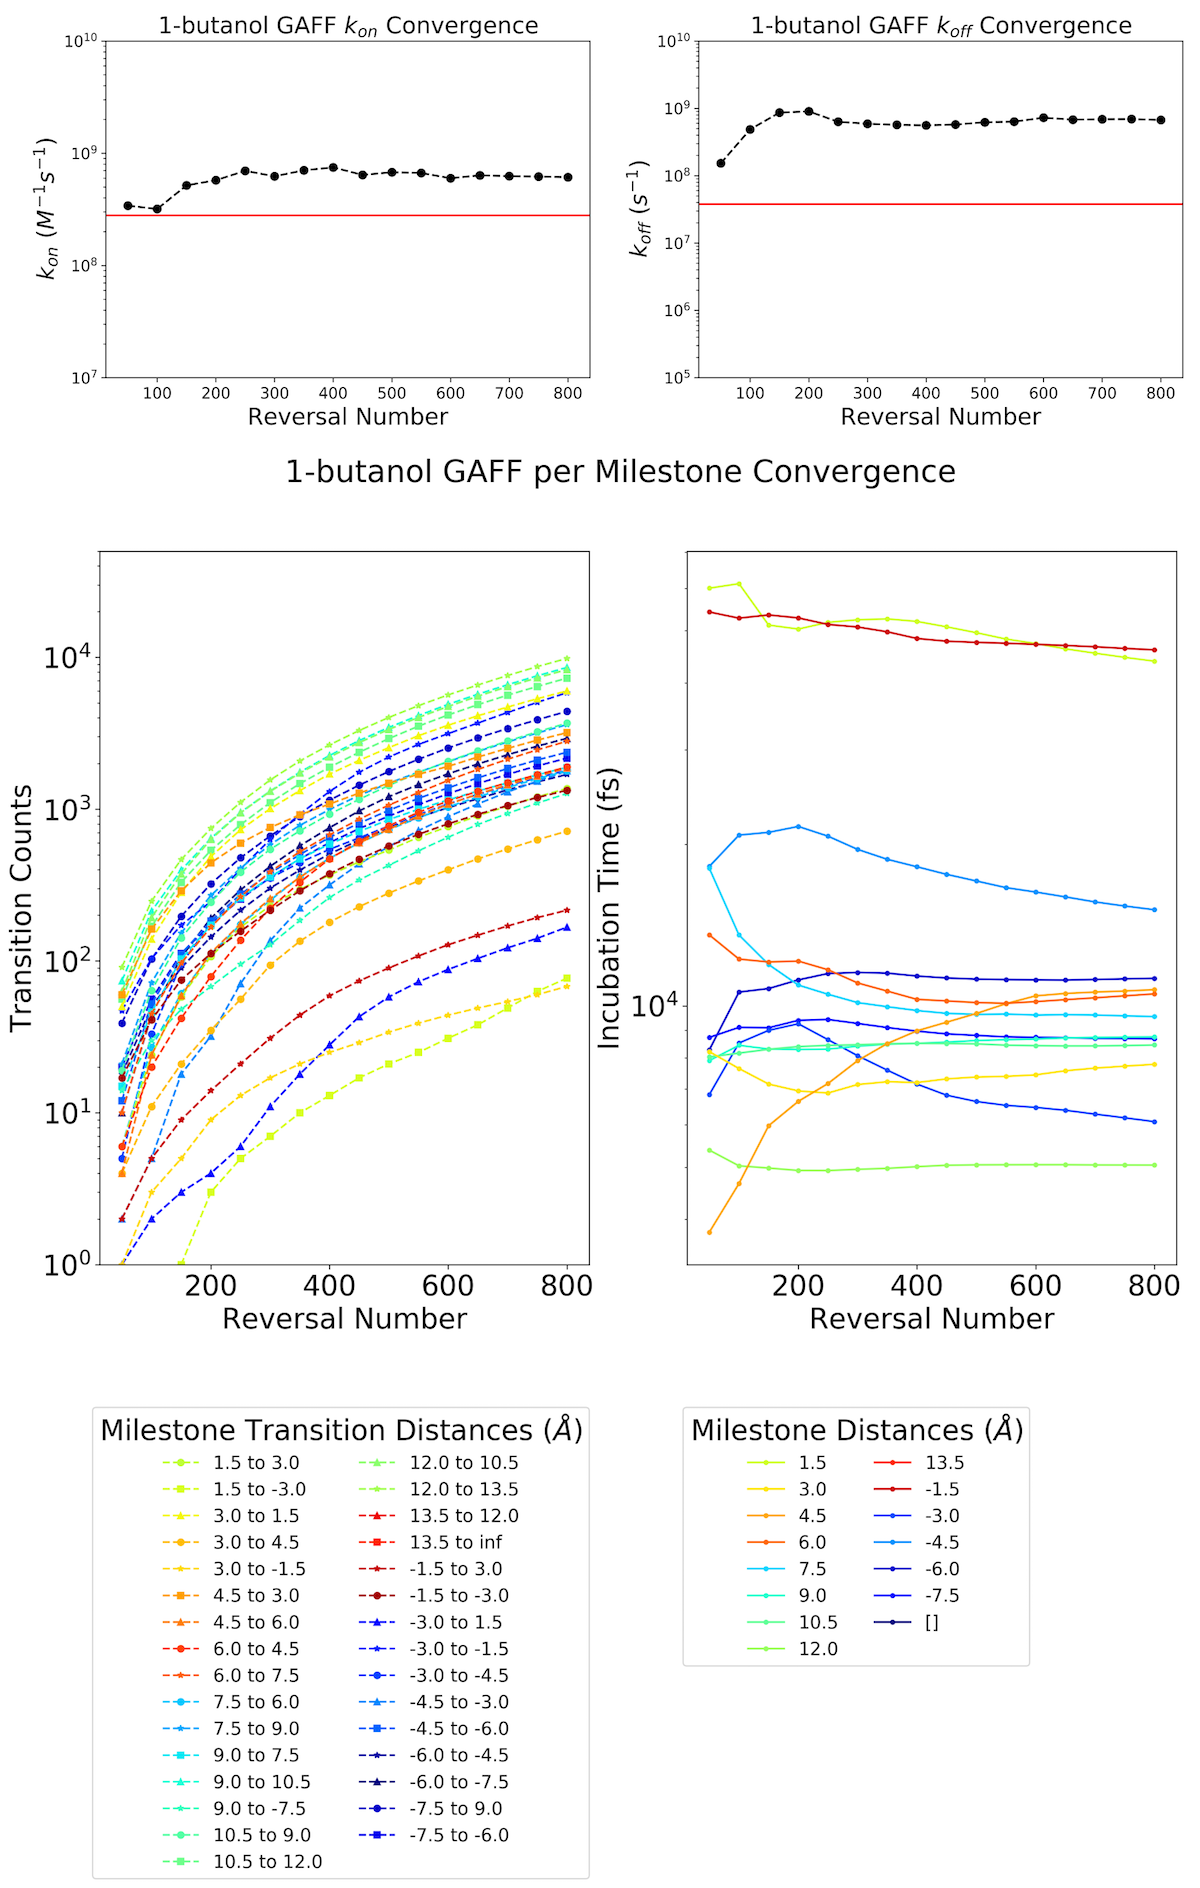 1-butanol GAFF k_on Convergence
10^10
10^9
10^8
10^7
k_on (M^−1 s^−1)
100 200 300 400 500 600 700 800
Reversal Number
1-butanol GAFF k_off Convergence
10^10
10^9
10^8
10^7
10^6
10^5
k_off (s^−1)
100 200 300 400 500 600 700 800
Reversal Number
1-butanol GAFF per Milestone Convergence
10^4
10^3
10^2
10^1
10^0
Transition Counts
200 400 600 800
Reversal Number
10^4
Incubation Time (fs)
200 400 600 800
Reversal Number
Milestone Transition Distances (Å)
1.5 to 3.0
1.5 to -3.0
3.0 to 1.5
3.0 to 4.5
3.0 to -1.5
4.5 to 3.0
4.5 to 6.0
6.0 to 4.5
6.0 to 7.5
7.5 to 6.0
7.5 to 9.0
9.0 to 7.5
9.0 to 10.5
9.0 to -7.5
10.5 to 9.0
10.5 to 12.0
12.0 to 10.5
12.0 to 13.5
13.5 to 12.0
13.5 to inf
-1.5 to 3.0
-1.5 to -3.0
-3.0 to 1.5
-3.0 to -1.5
-3.0 to -4.5
-4.5 to -3.0
-4.5 to -6.0
-6.0 to -4.5
-6.0 to -7.5
-7.5 to 9.0
-7.5 to -6.0
Milestone Distances (Å)
1.5
3.0
4.5
6.0
7.5
9.0
10.5
12.0
13.5
-1.5
-3.0
-4.5
-6.0
-7.5
[]